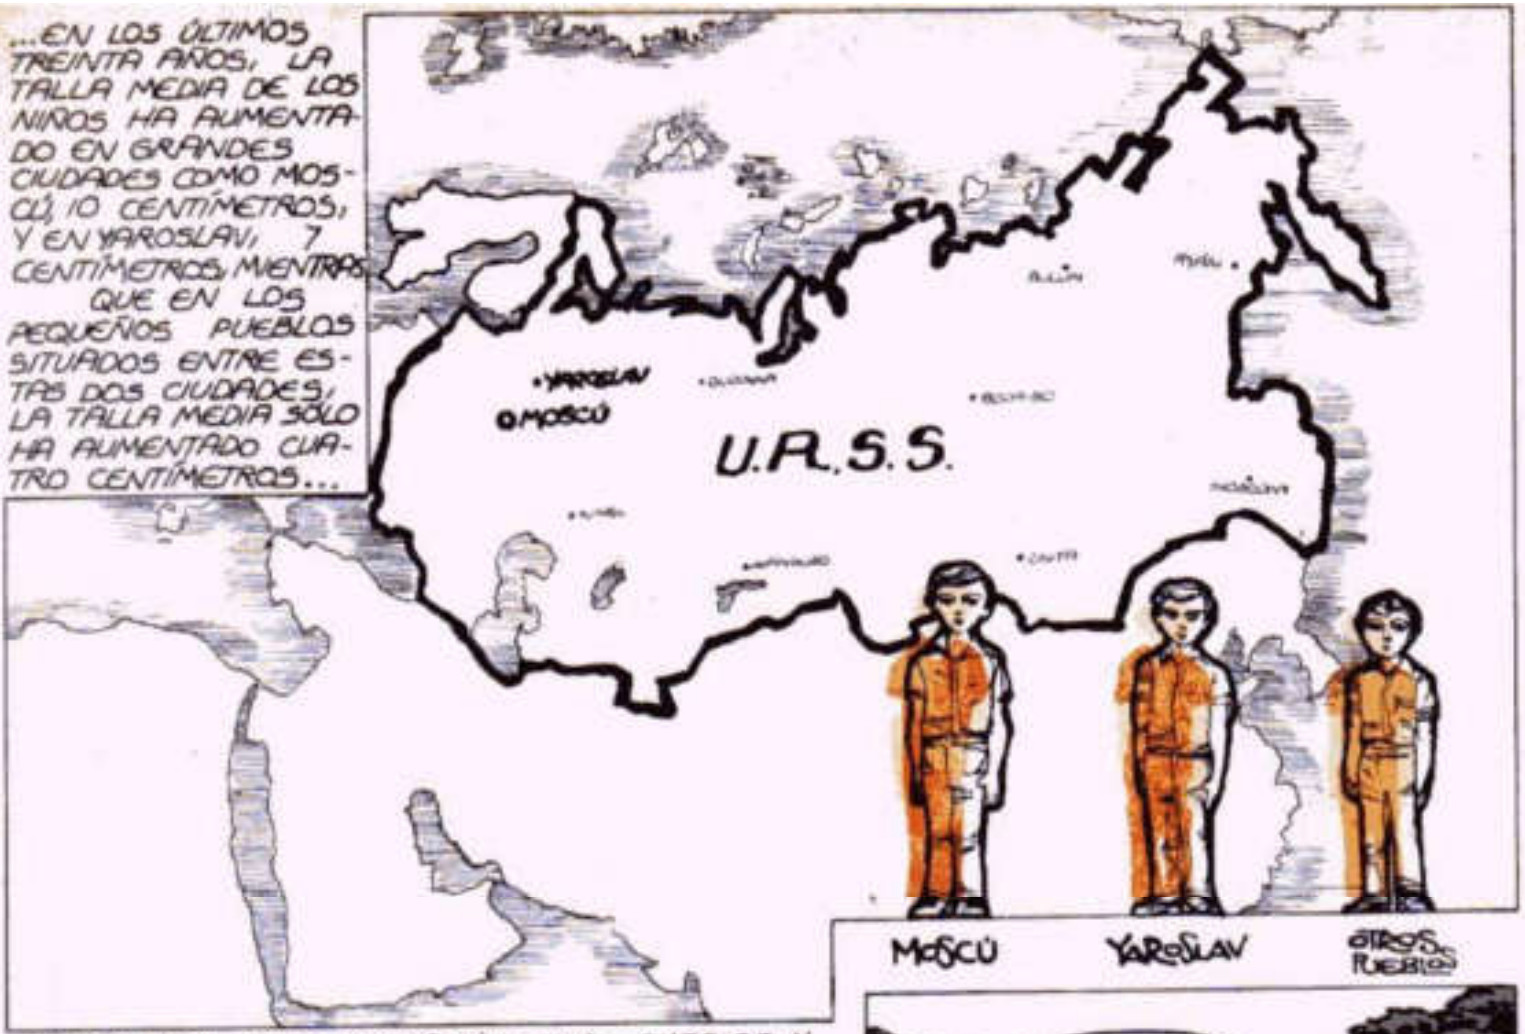 ...EN LOS ÚLTIMOS
TREINTA AÑOS, LA
TALLA MEDIA DE LOS
NIÑOS HA AUMENTA-
DO EN GRANDES
CIUDADES COMO MOS-
CÚ, 10 CENTÍMETROS,
Y EN YAROSLAV, 7
CENTÍMETROS, MIENTRAS
QUE EN LOS
PEQUEÑOS PUEBLOS
SITUADOS ENTRE ES-
TAS DOS CIUDADES,
LA TALLA MEDIA SÓLO
HA AUMENTADO CUA-
TRO CENTÍMETROS...
YAROSLAV
MOSCÚ
U.R.S.S.
CHITA
MOSCÚ
YAROSLAV
OTROS
PUEBLOS